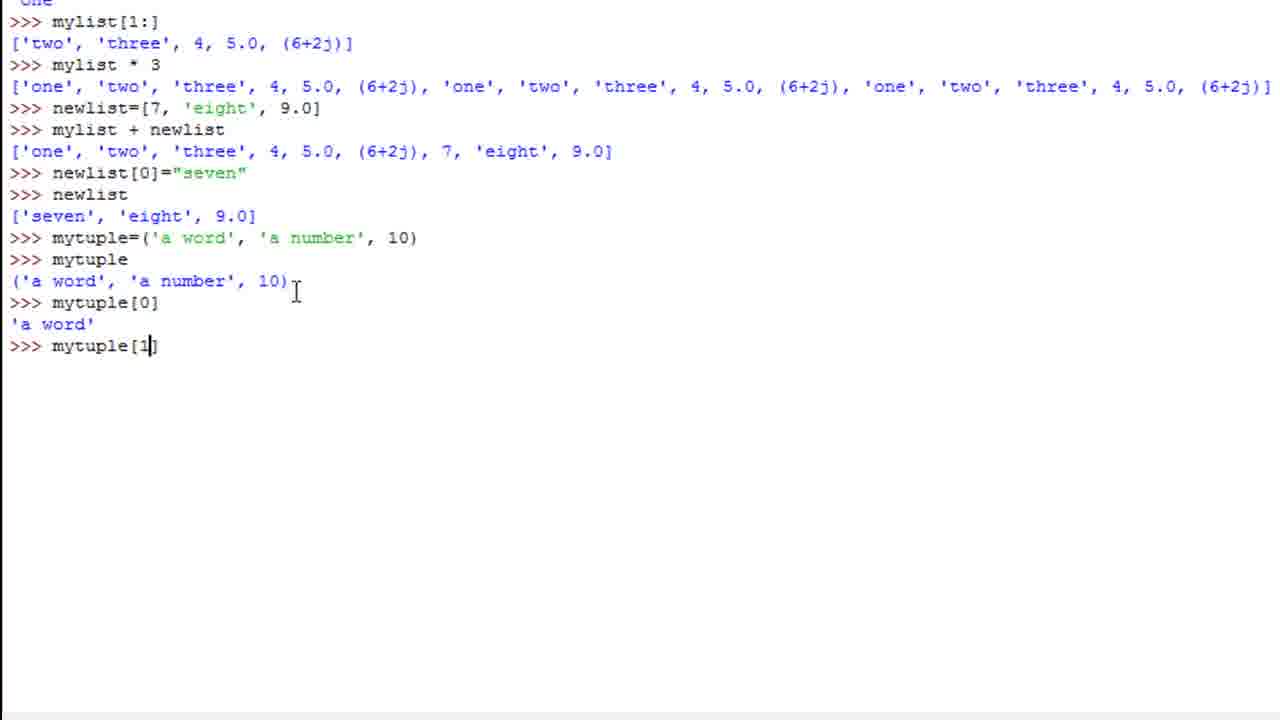 'one'
>>> mylist[1:]
['two', 'three', 4, 5.0, (6+2j)]
>>> mylist * 3
['one', 'two', 'three', 4, 5.0, (6+2j), 'one', 'two', 'three', 4, 5.0, (6+2j), 'one', 'two', 'three', 4, 5.0, (6+2j)]
>>> newlist=[7, 'eight', 9.0]
>>> mylist + newlist
['one', 'two', 'three', 4, 5.0, (6+2j), 7, 'eight', 9.0]
>>> newlist[0]="seven"
>>> newlist
['seven', 'eight', 9.0]
>>> mytuple=('a word', 'a number', 10)
>>> mytuple
('a word', 'a number', 10)
>>> mytuple[0]
'a word'
>>> mytuple[1]